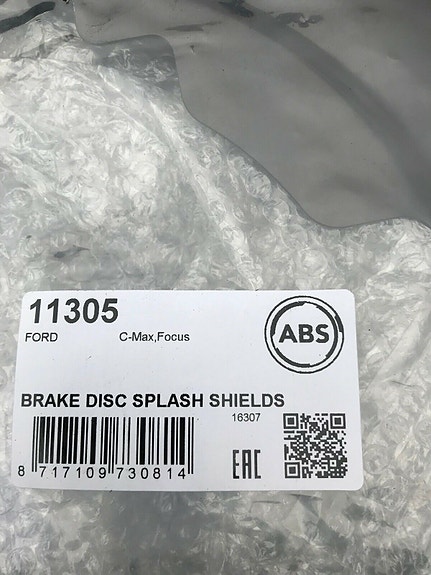 11305
FORD C-Max,Focus
ABS
BRAKE DISC SPLASH SHIELDS
16307
8 717109 730814
EAC